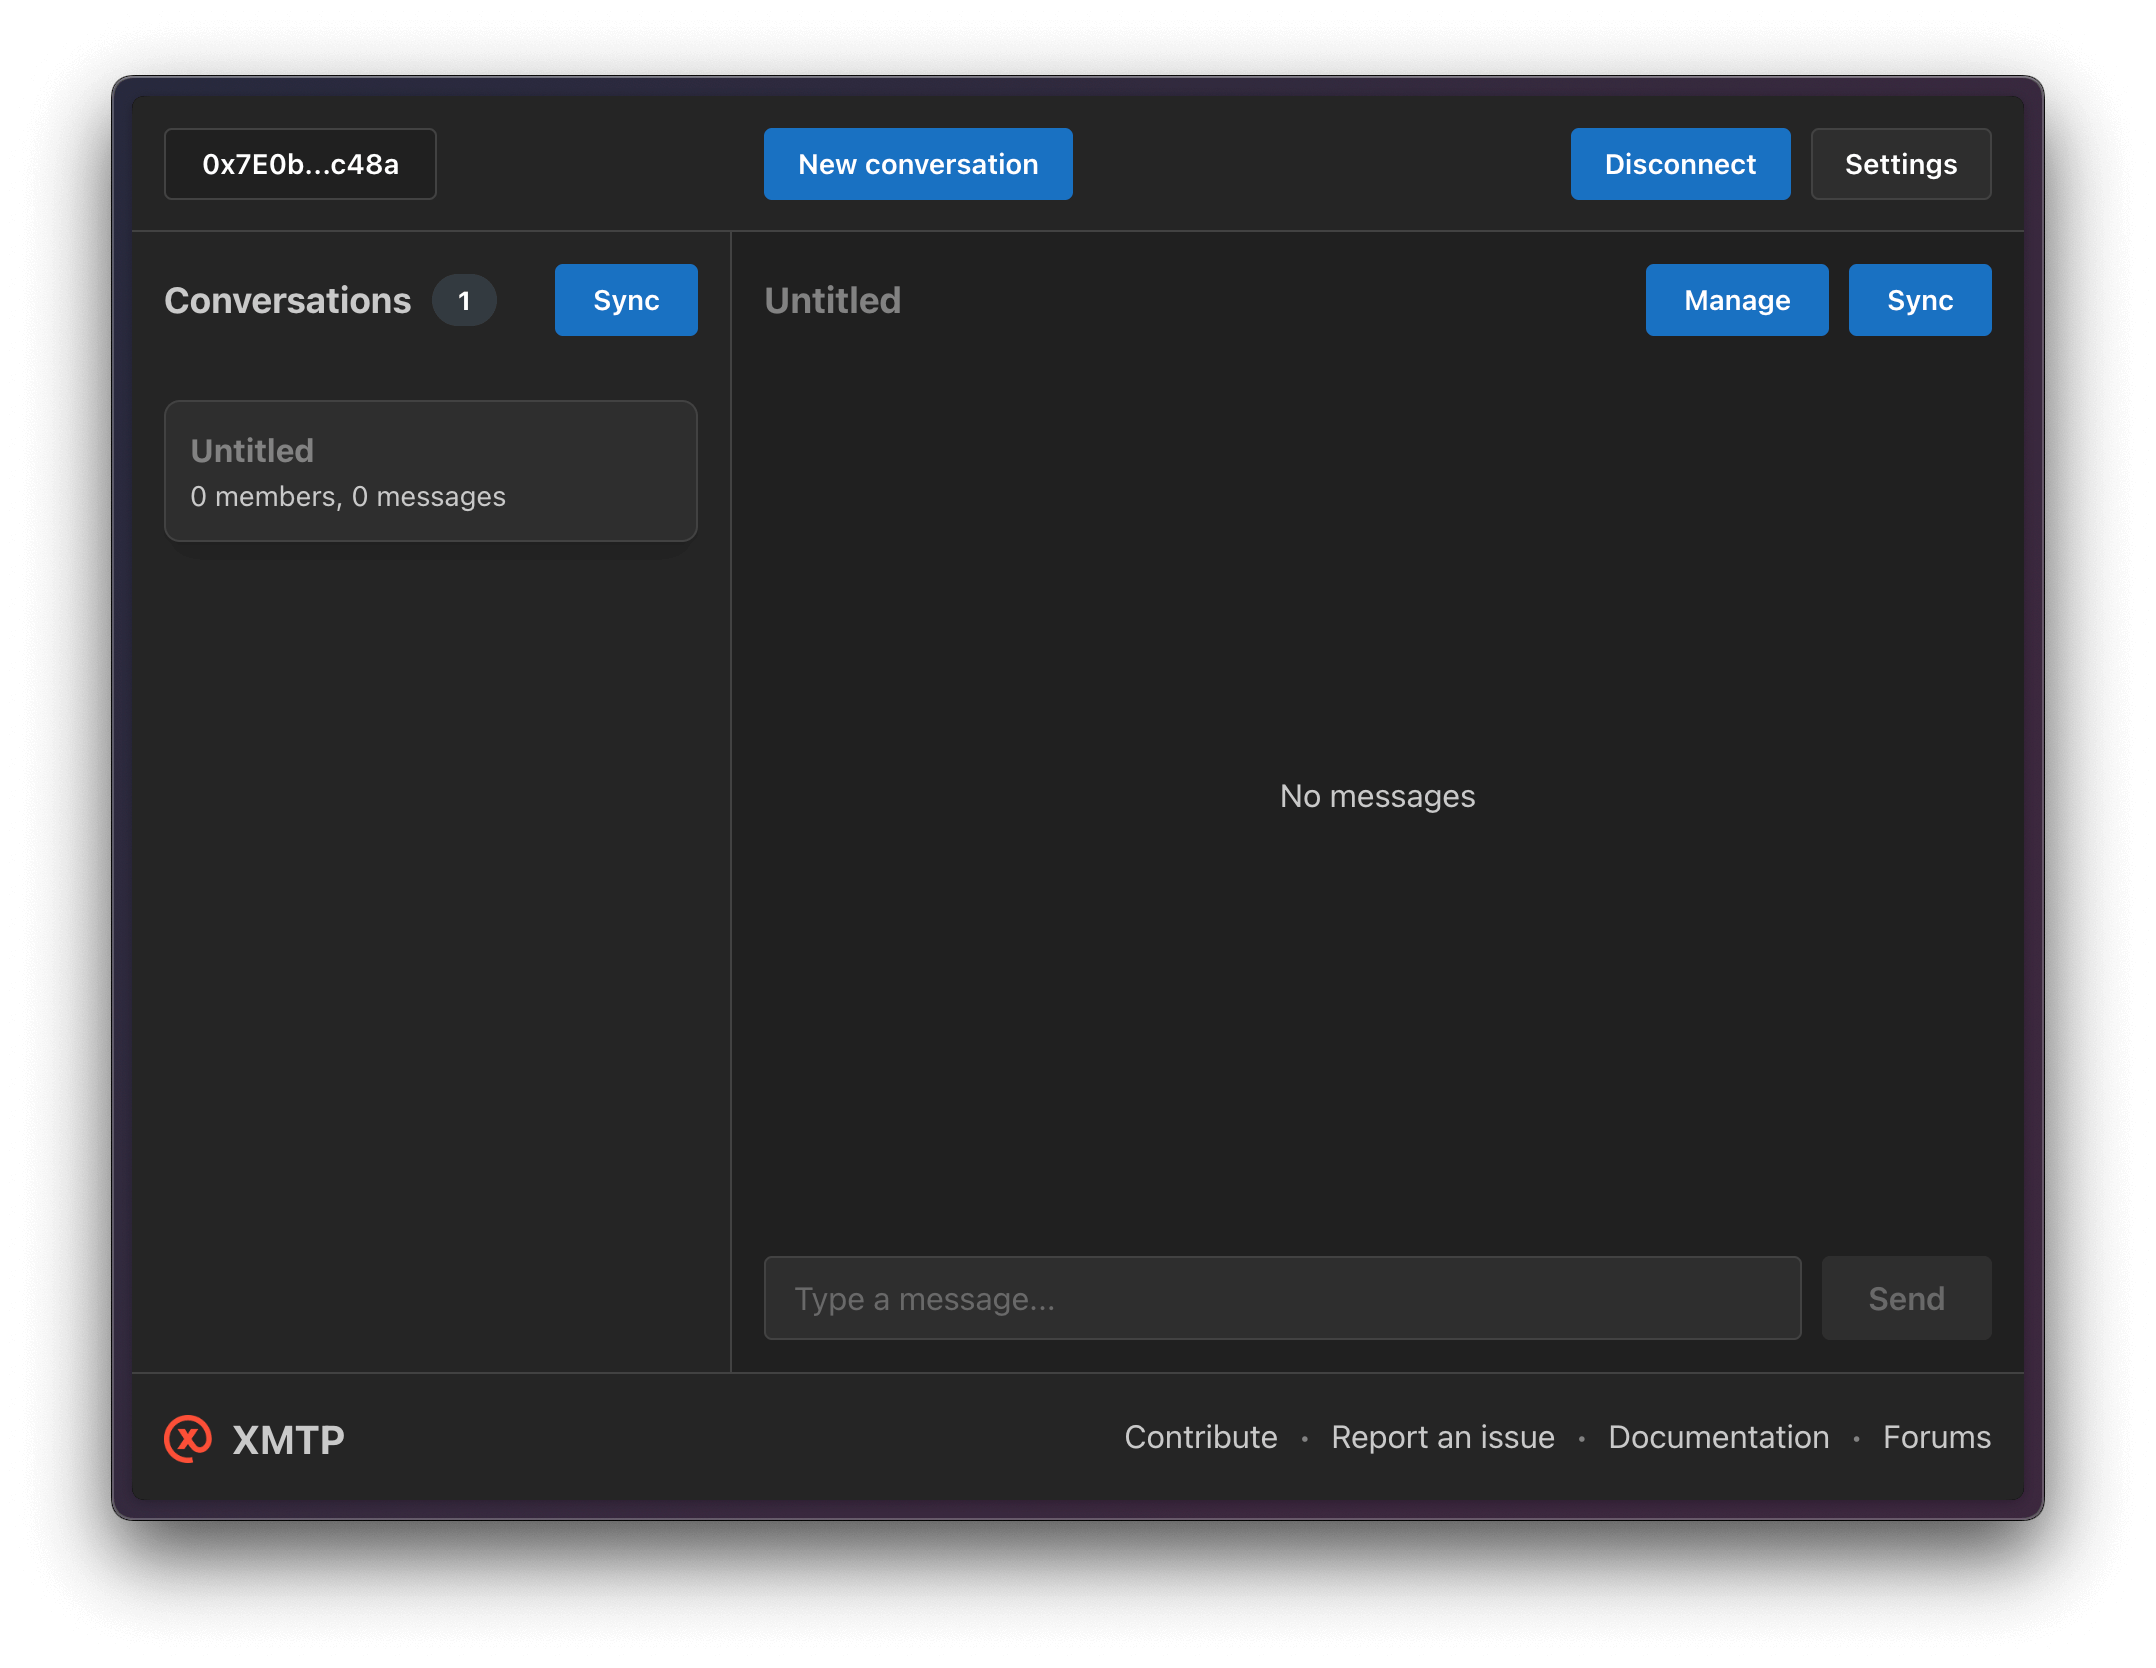 0x7E0b...c48a
New conversation
Disconnect
Settings
Conversations 1
Sync
Untitled
0 members, 0 messages
Untitled
Manage
Sync
No messages
Type a message...
Send
XMTP
Contribute · Report an issue · Documentation · Forums